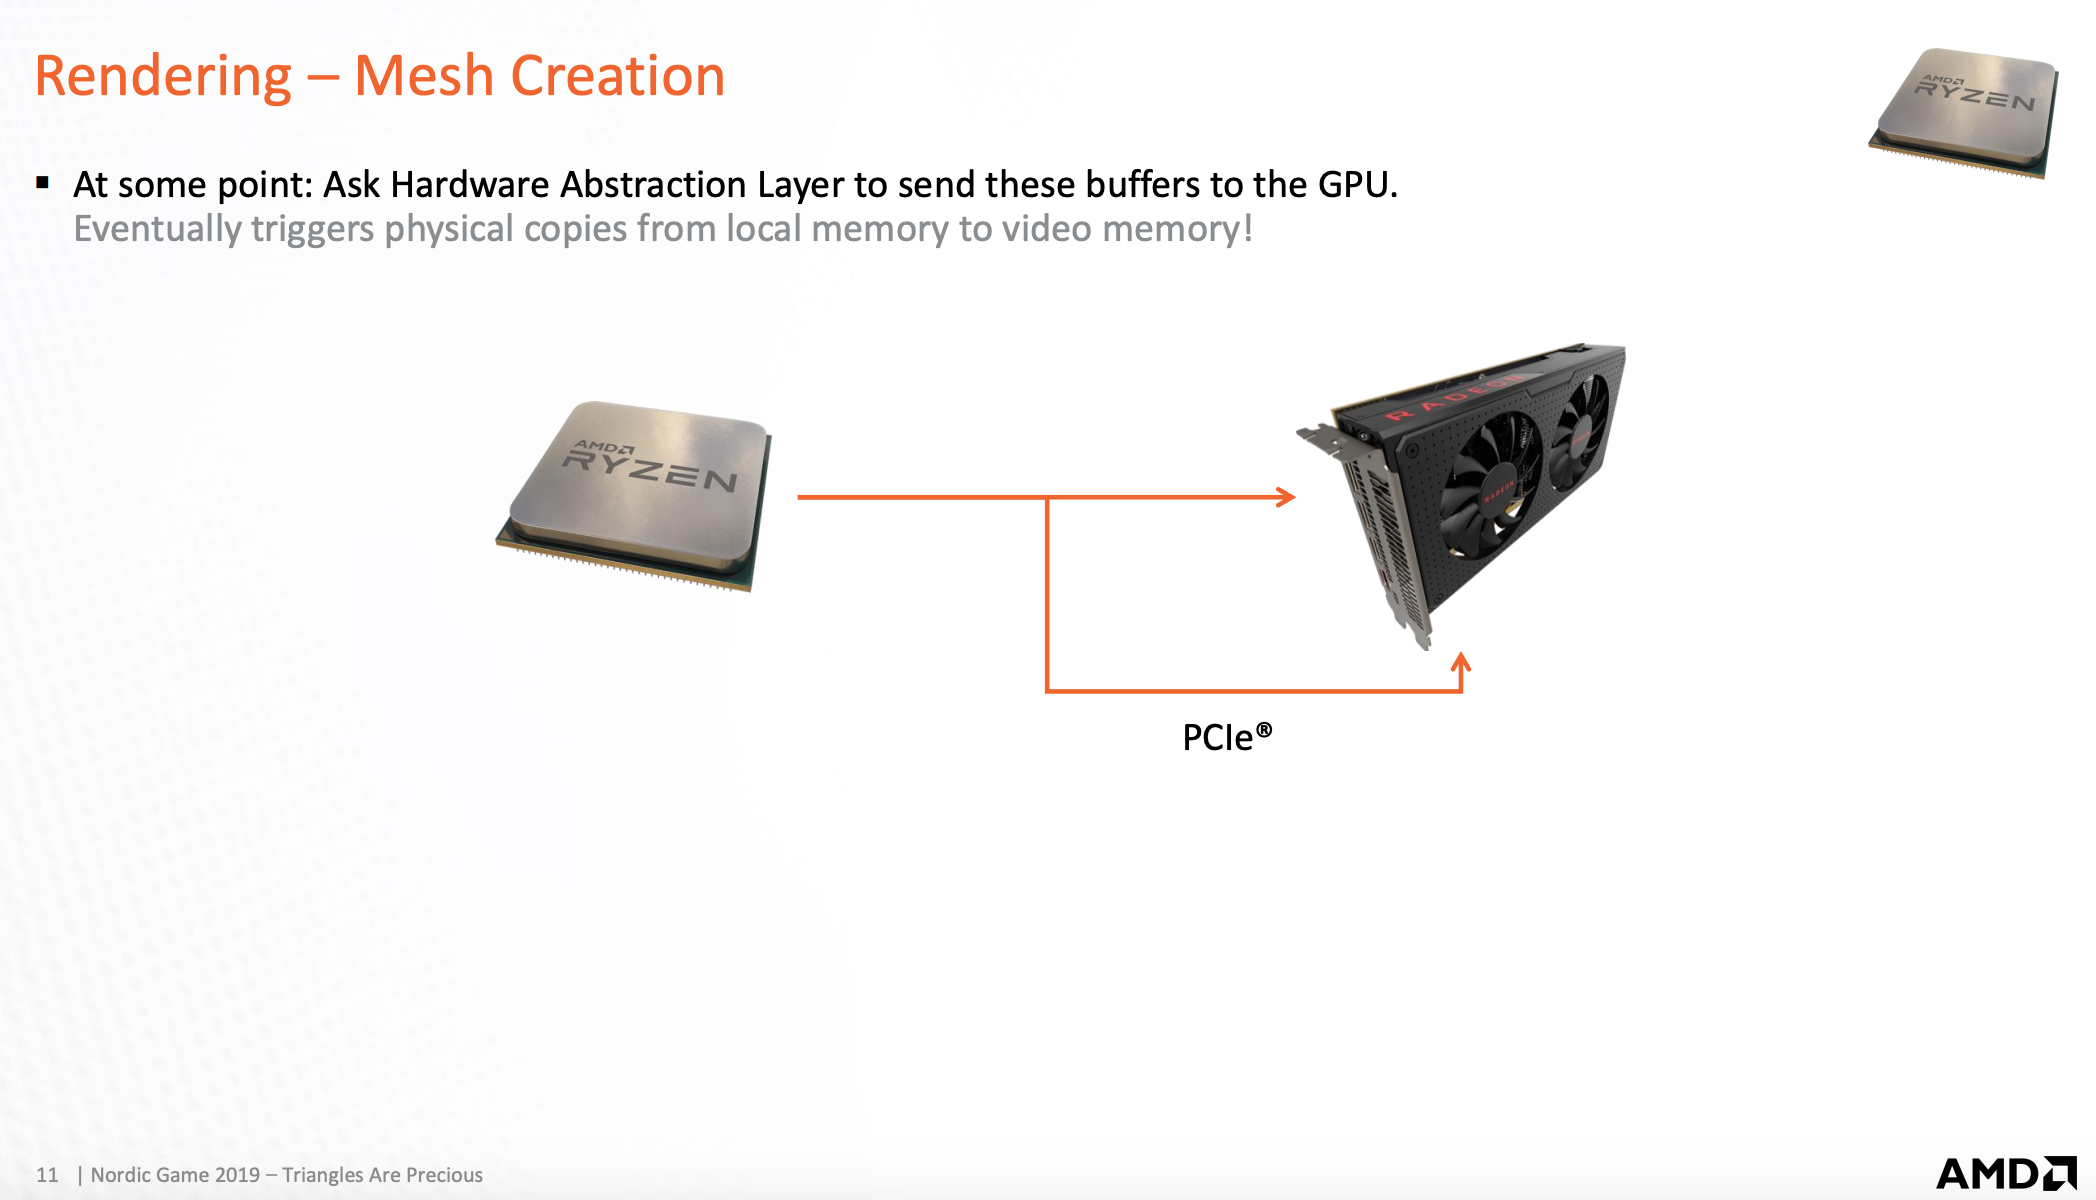 Rendering – Mesh Creation
AMD
RYZEN
▪ At some point: Ask Hardware Abstraction Layer to send these buffers to the GPU.
Eventually triggers physical copies from local memory to video memory!
RADEON
AMD
RYZEN
RADEON
RADEON
PCIe®
11 | Nordic Game 2019 – Triangles Are Precious
AMD